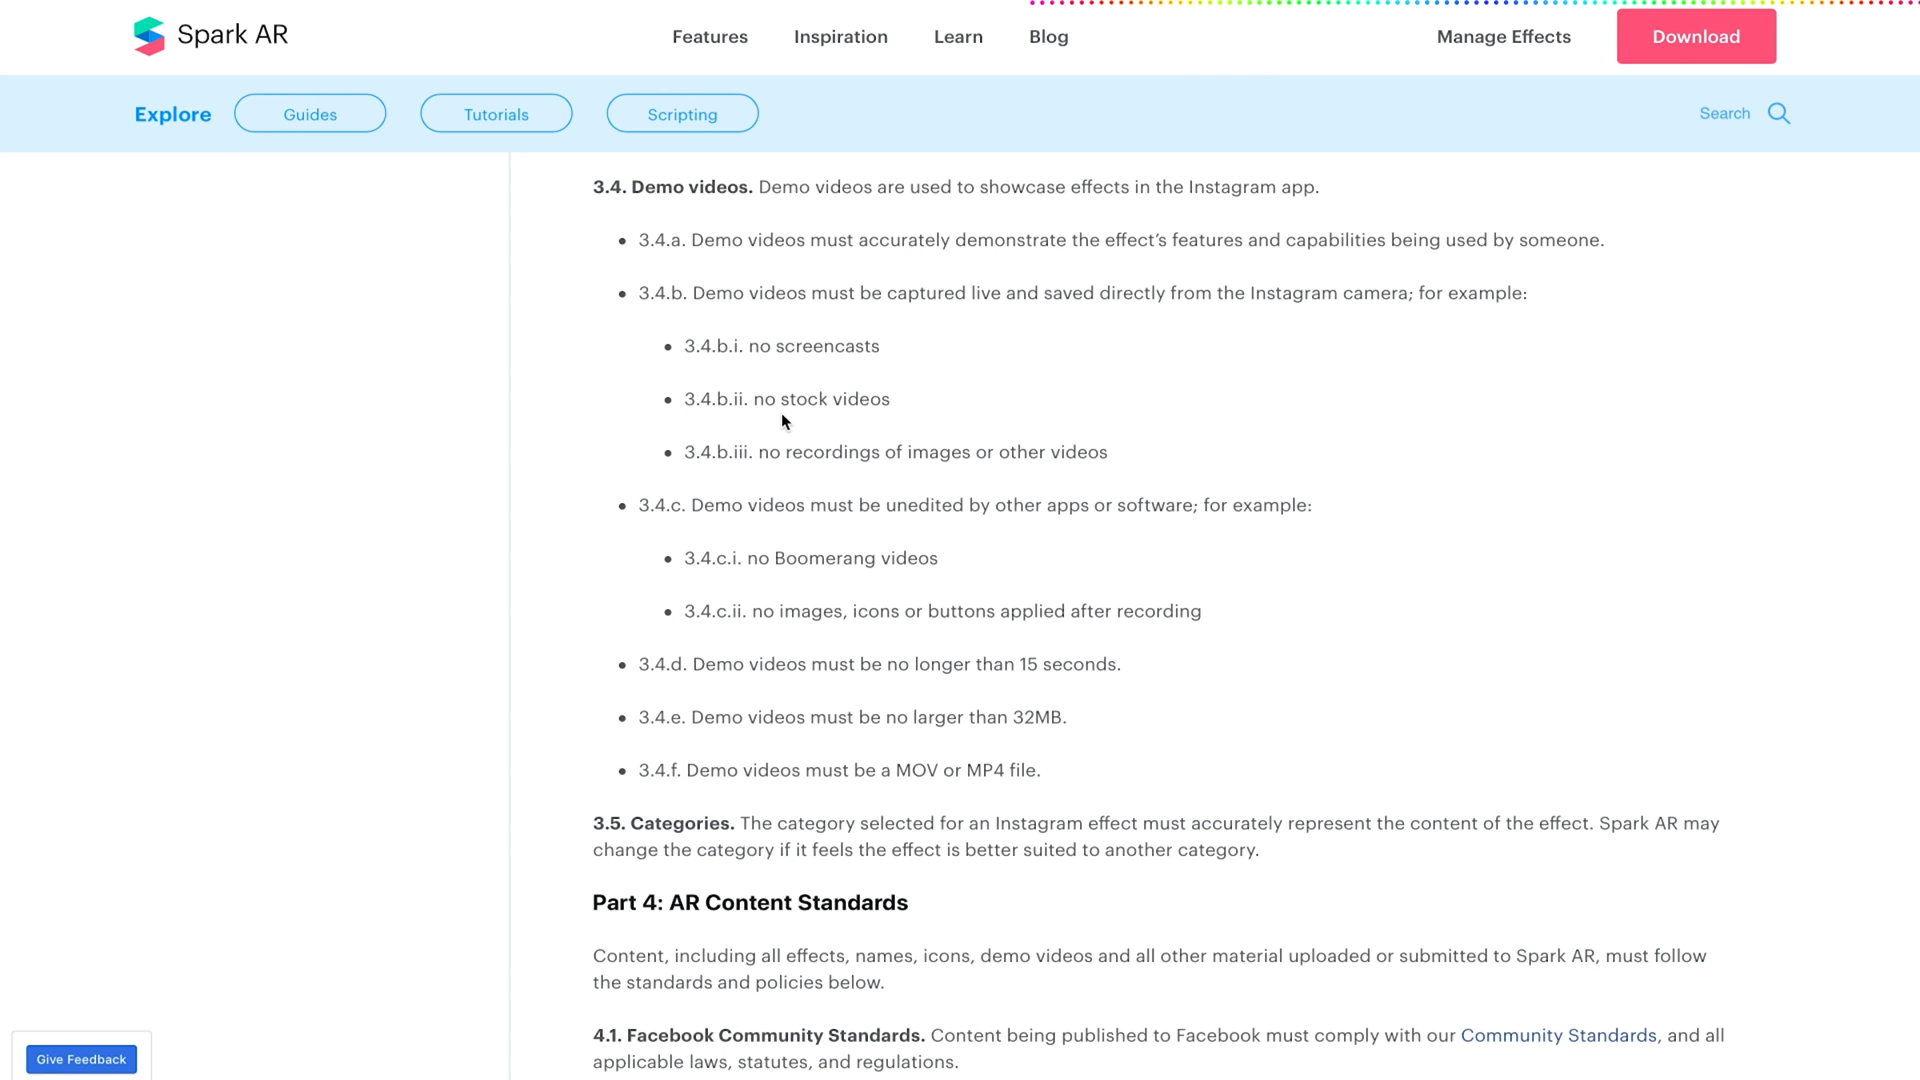 Spark AR
Features
Inspiration
Learn
Blog
Manage Effects
Download
Explore
Guides
Tutorials
Scripting
Search
3.4. Demo videos. Demo videos are used to showcase effects in the Instagram app.
• 3.4.a. Demo videos must accurately demonstrate the effect’s features and capabilities being used by someone.
• 3.4.b. Demo videos must be captured live and saved directly from the Instagram camera; for example:
• 3.4.b.i. no screencasts
• 3.4.b.ii. no stock videos
• 3.4.b.iii. no recordings of images or other videos
• 3.4.c. Demo videos must be unedited by other apps or software; for example:
• 3.4.c.i. no Boomerang videos
• 3.4.c.ii. no images, icons or buttons applied after recording
• 3.4.d. Demo videos must be no longer than 15 seconds.
• 3.4.e. Demo videos must be no larger than 32MB.
• 3.4.f. Demo videos must be a MOV or MP4 file.
3.5. Categories. The category selected for an Instagram effect must accurately represent the content of the effect. Spark AR may
change the category if it feels the effect is better suited to another category.
Part 4: AR Content Standards
Content, including all effects, names, icons, demo videos and all other material uploaded or submitted to Spark AR, must follow
the standards and policies below.
4.1. Facebook Community Standards. Content being published to Facebook must comply with our Community Standards, and all
applicable laws, statutes, and regulations.
Give Feedback